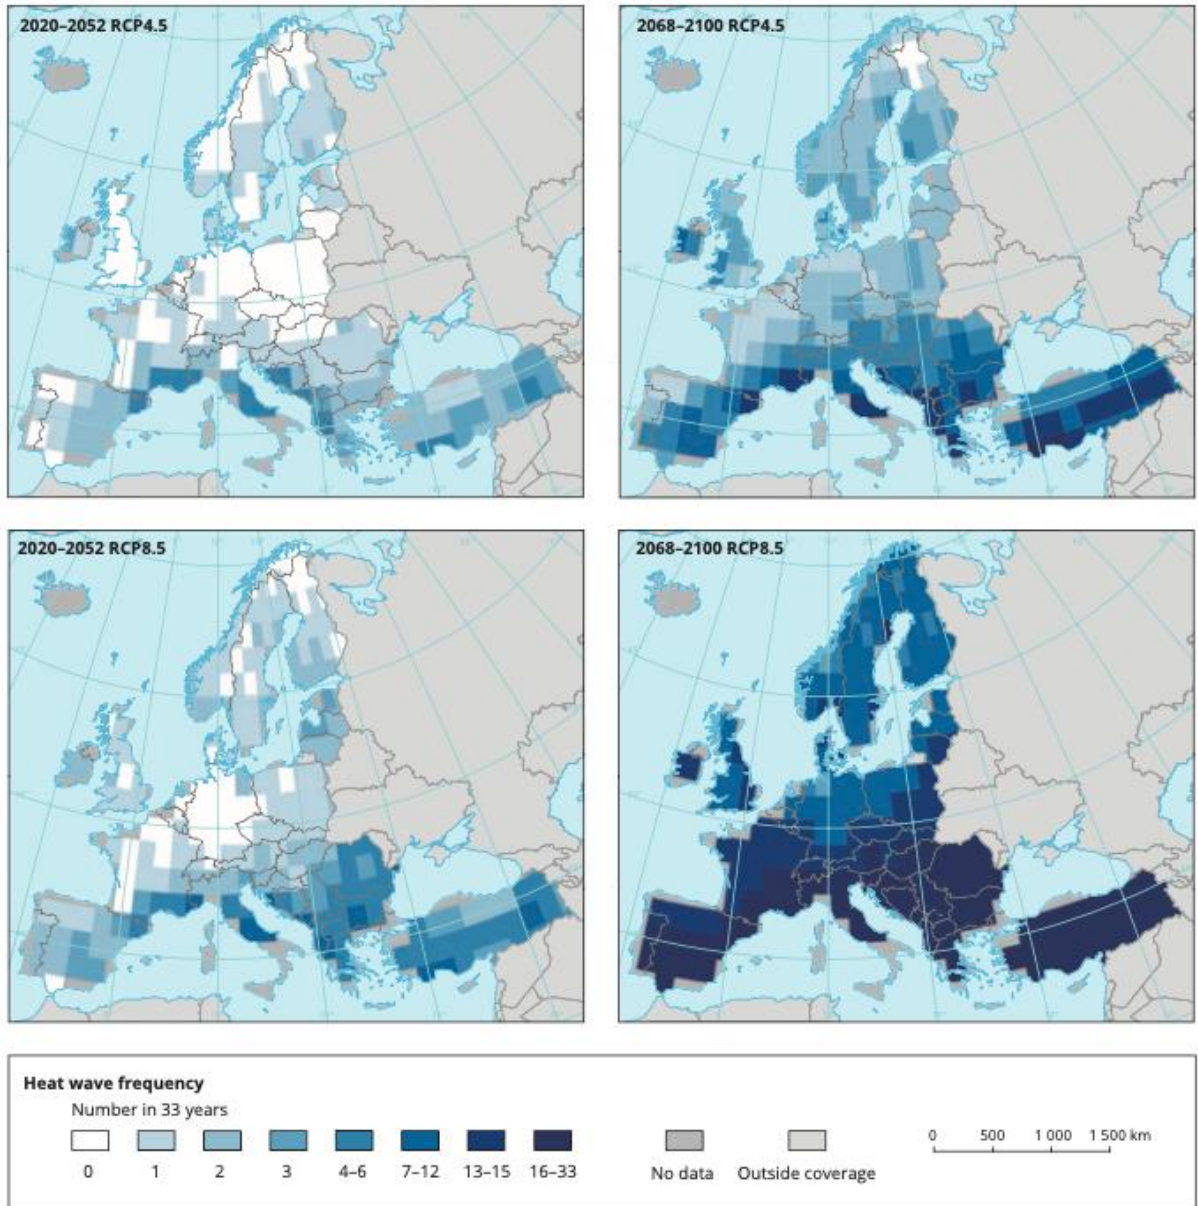 2020–2052 RCP4.5
2068–2100 RCP4.5
2020–2052 RCP8.5
2068–2100 RCP8.5
Heat wave frequency
Number in 33 years
0 1 2 3 4–6 7–12 13–15 16–33
No data Outside coverage
0 500 1 000 1 500 km